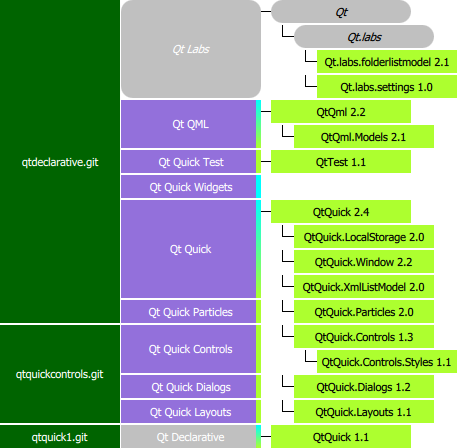 qtdeclarative.git
Qt Labs
Qt
Qt.labs
Qt.labs.folderlistmodel 2.1
Qt.labs.settings 1.0
Qt QML
QtQml 2.2
QtQml.Models 2.1
Qt Quick Test
QtTest 1.1
Qt Quick Widgets
Qt Quick
QtQuick 2.4
QtQuick.LocalStorage 2.0
QtQuick.Window 2.2
QtQuick.XmlListModel 2.0
Qt Quick Particles
QtQuick.Particles 2.0
qtquickcontrols.git
Qt Quick Controls
QtQuick.Controls 1.3
QtQuick.Controls.Styles 1.1
Qt Quick Dialogs
QtQuick.Dialogs 1.2
Qt Quick Layouts
QtQuick.Layouts 1.1
qtquick1.git
Qt Declarative
QtQuick 1.1